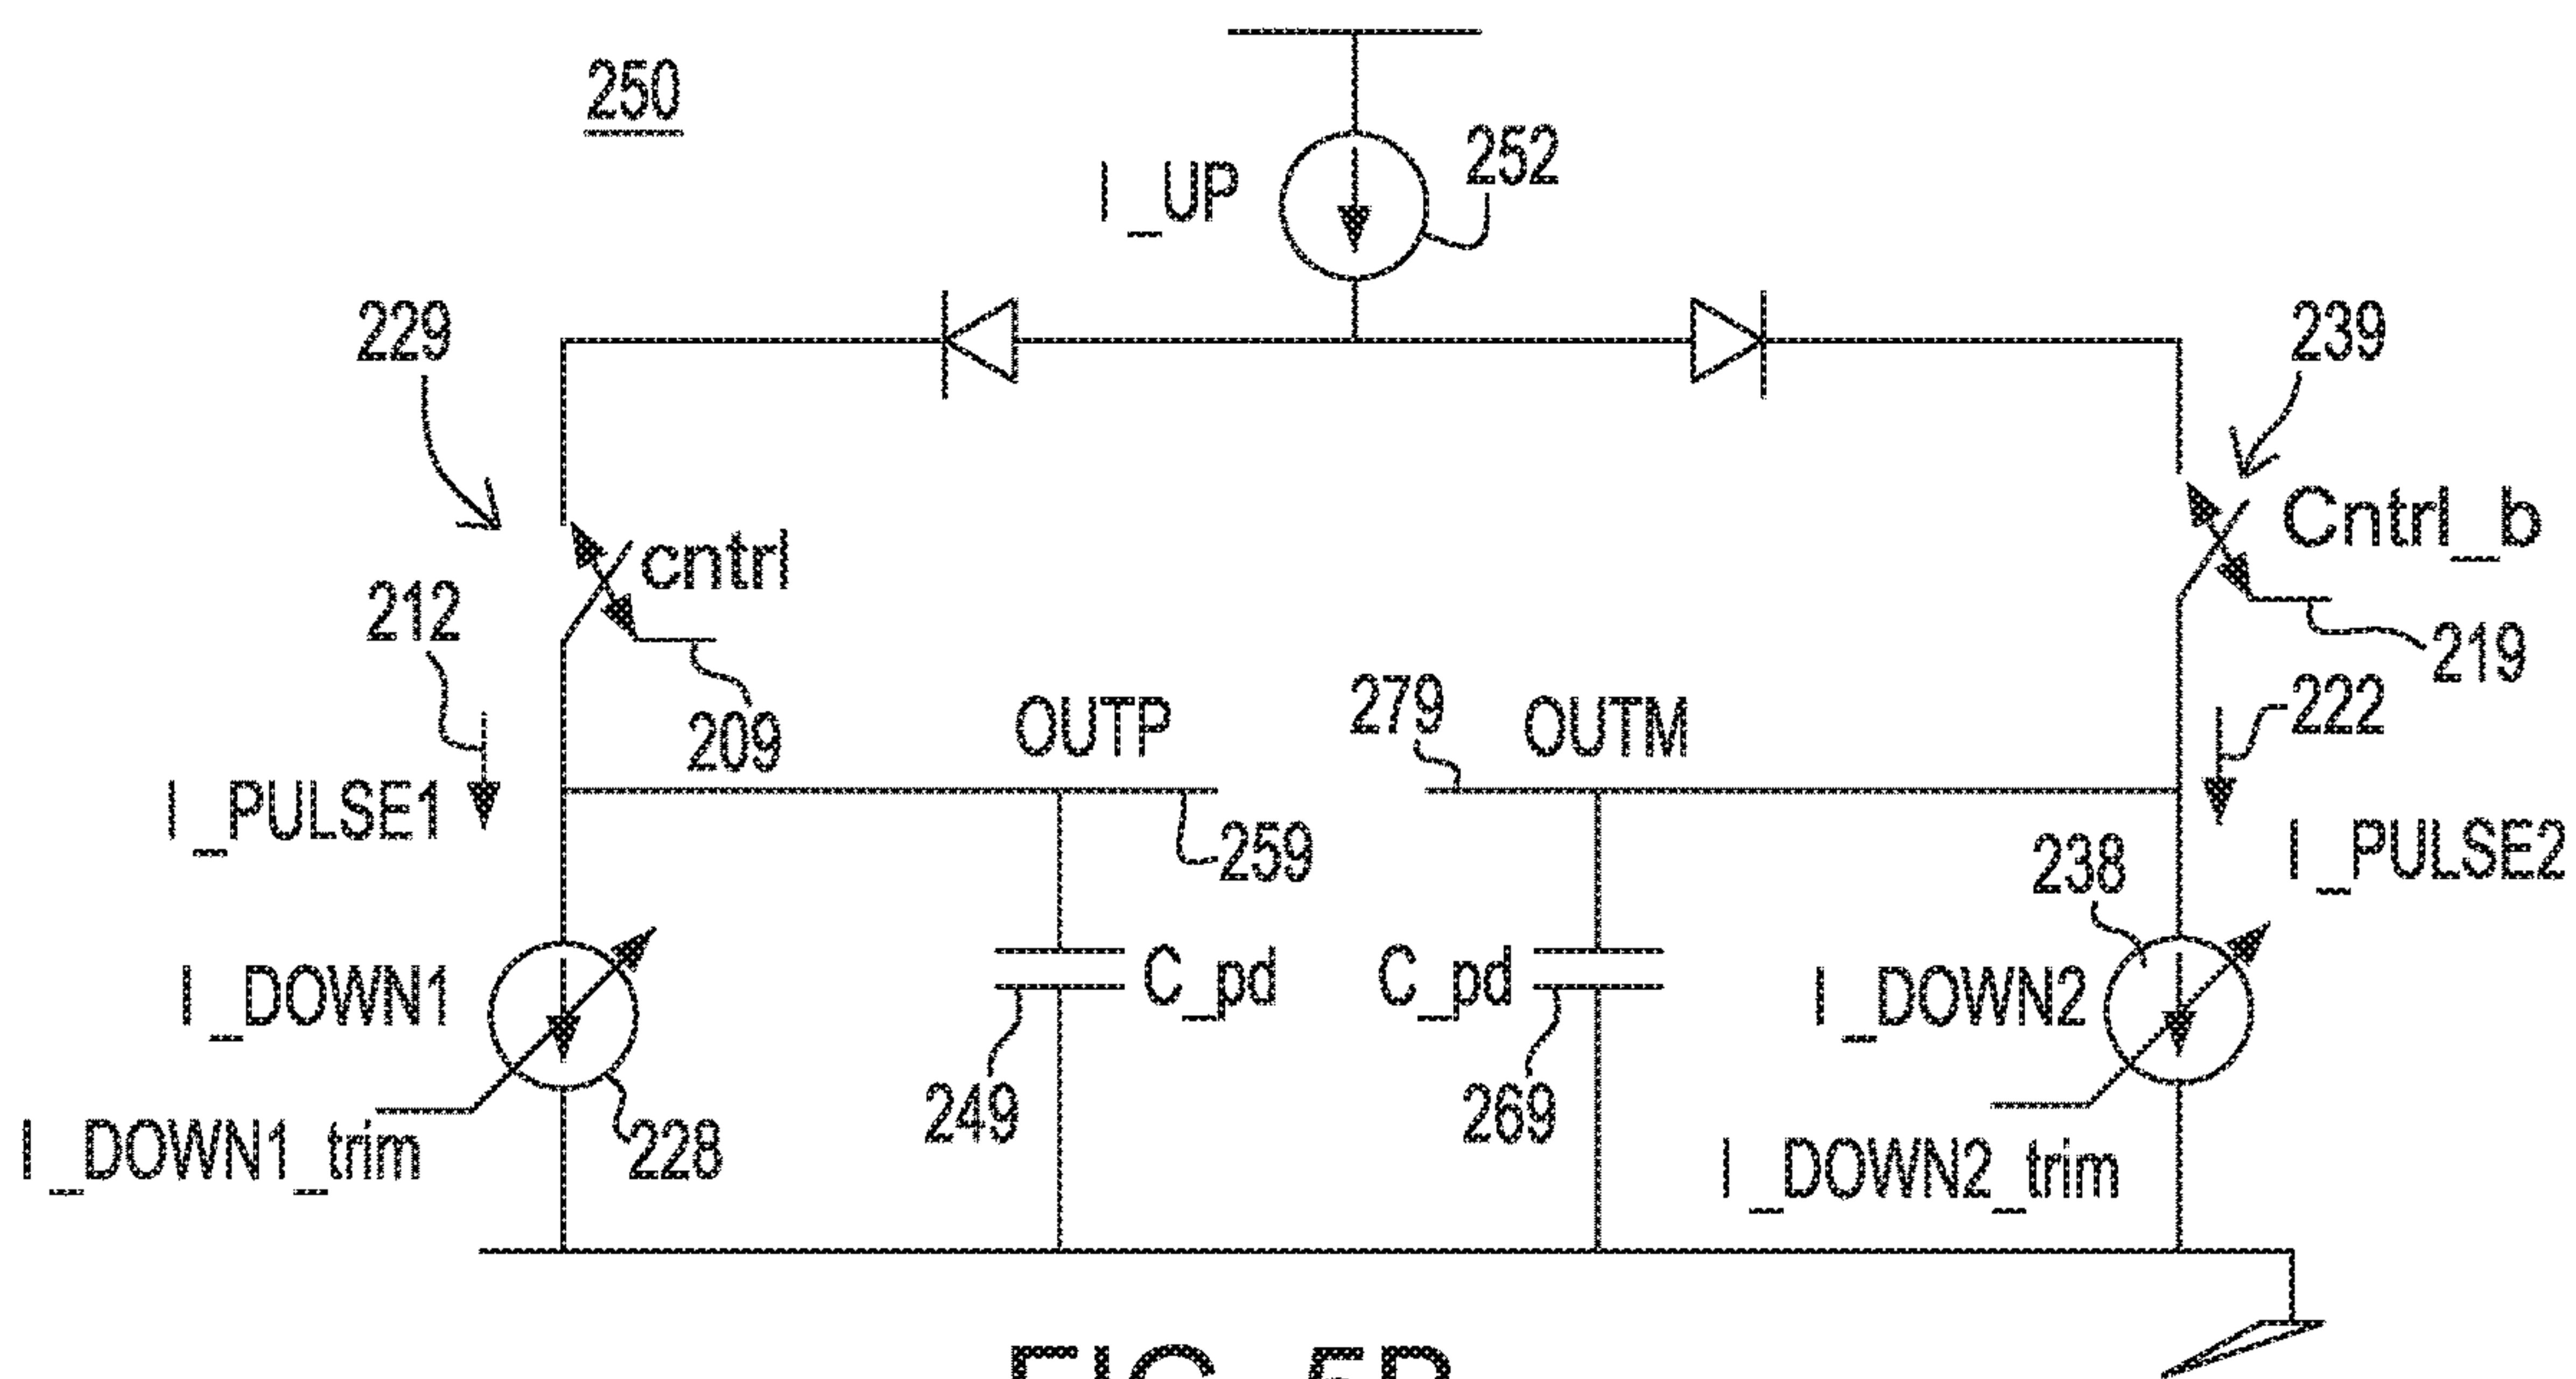 250
I_UP
252
229
239
cntrl
Cntrl_b
212
209
219
OUTP
279
OUTM
222
I_PULSE1
259
238
I_PULSE2
I_DOWN1
C_pd
C_pd
I_DOWN2
249
269
I_DOWN1_trim
228
I_DOWN2_trim